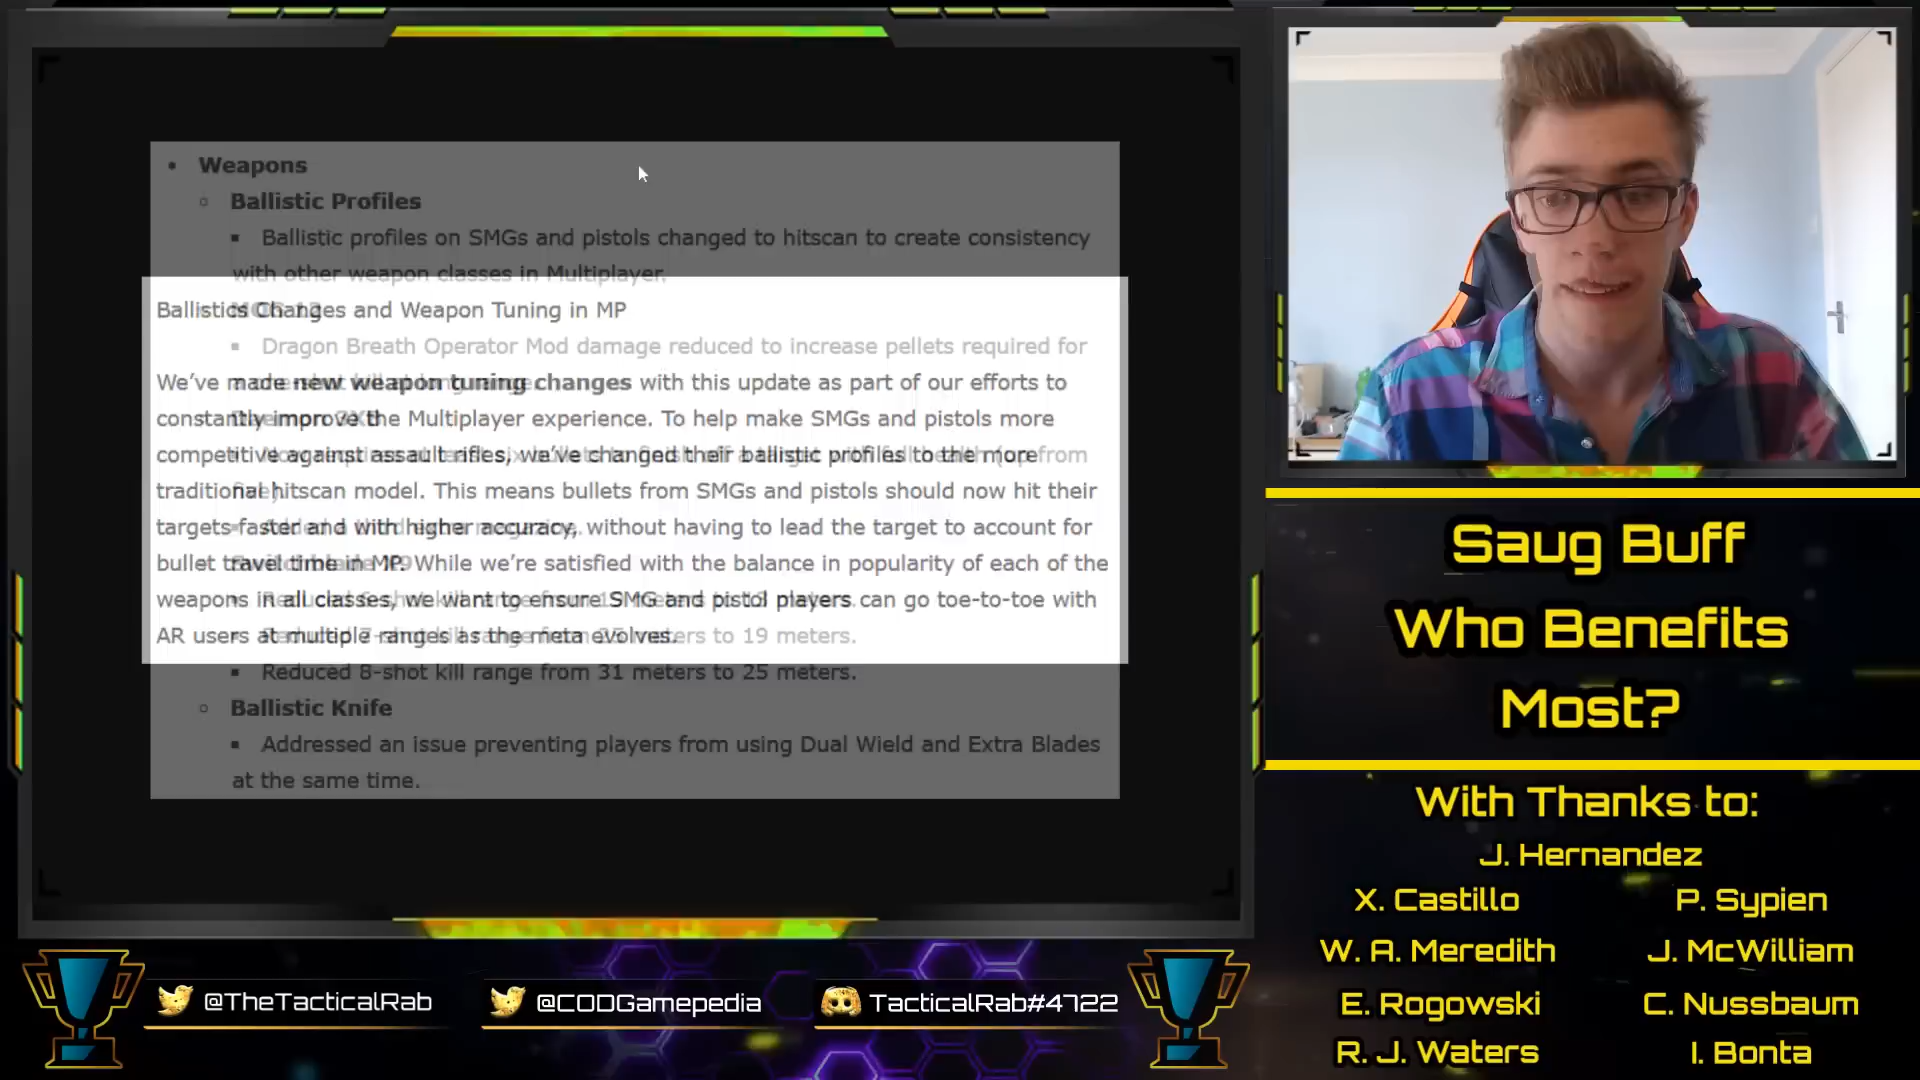 Weapons
Ballistic Profiles
Ballistic profiles on SMGs and pistols changed to hitscan to create consistency
with other weapon classes in Multiplayer.
Ballistics Changes and Weapon Tuning in MP
Dragon Breath Operator Mod damage reduced to increase pellets required for
We've made new weapon tuning changes with this update as part of our efforts to
constantly improve the Multiplayer experience. To help make SMGs and pistols more
competitive against assault rifles, we've changed their ballistic profiles to the more
traditional hitscan model. This means bullets from SMGs and pistols should now hit their
targets faster and with higher accuracy, without having to lead the target to account for
bullet travel time in MP. While we're satisfied with the balance in popularity of each of the
weapons in all classes, we want to ensure SMG and pistol players can go toe-to-toe with
AR users at multiple ranges as the meta evolves.
Reduced 8-shot kill range from 31 meters to 25 meters.
Ballistic Knife
Addressed an issue preventing players from using Dual Wield and Extra Blades
at the same time.
Saug Buff
Who Benefits
Most?
With Thanks to:
J. Hernandez
X. Castillo
P. Sypien
W. A. Meredith
J. McWilliam
E. Rogowski
C. Nussbaum
R. J. Waters
I. Bonta
@TheTacticalRab
@CODGamepedia
TacticalRab#4722